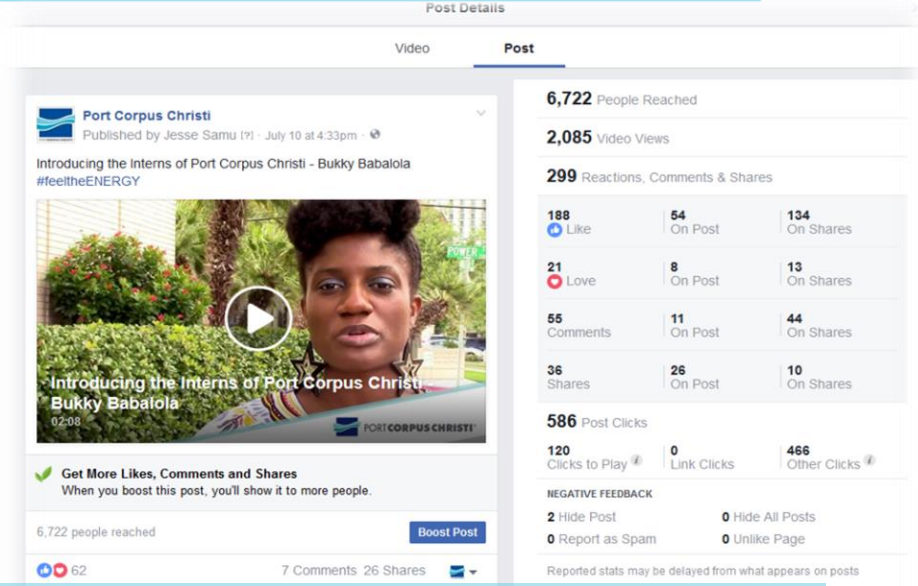 Post Details
Video
Post
Port Corpus Christi
Published by Jesse Samu [?] · July 10 at 4:33pm ·
Introducing the Interns of Port Corpus Christi - Bukky Babalola
#feeltheENERGY
POWER
Introducing the Interns of Port Corpus Christi -
Bukky Babalola
02:08
PORTCORPUSCHRISTI
Get More Likes, Comments and Shares
When you boost this post, you'll show it to more people.
6,722 people reached
Boost Post
62
7 Comments 26 Shares
6,722 People Reached
2,085 Video Views
299 Reactions, Comments & Shares
188 54 134
Like On Post On Shares
21 8 13
Love On Post On Shares
55 11 44
Comments On Post On Shares
36 26 10
Shares On Post On Shares
586 Post Clicks
120 0 466
Clicks to Play i Link Clicks Other Clicks i
NEGATIVE FEEDBACK
2 Hide Post 0 Hide All Posts
0 Report as Spam 0 Unlike Page
Reported stats may be delayed from what appears on posts